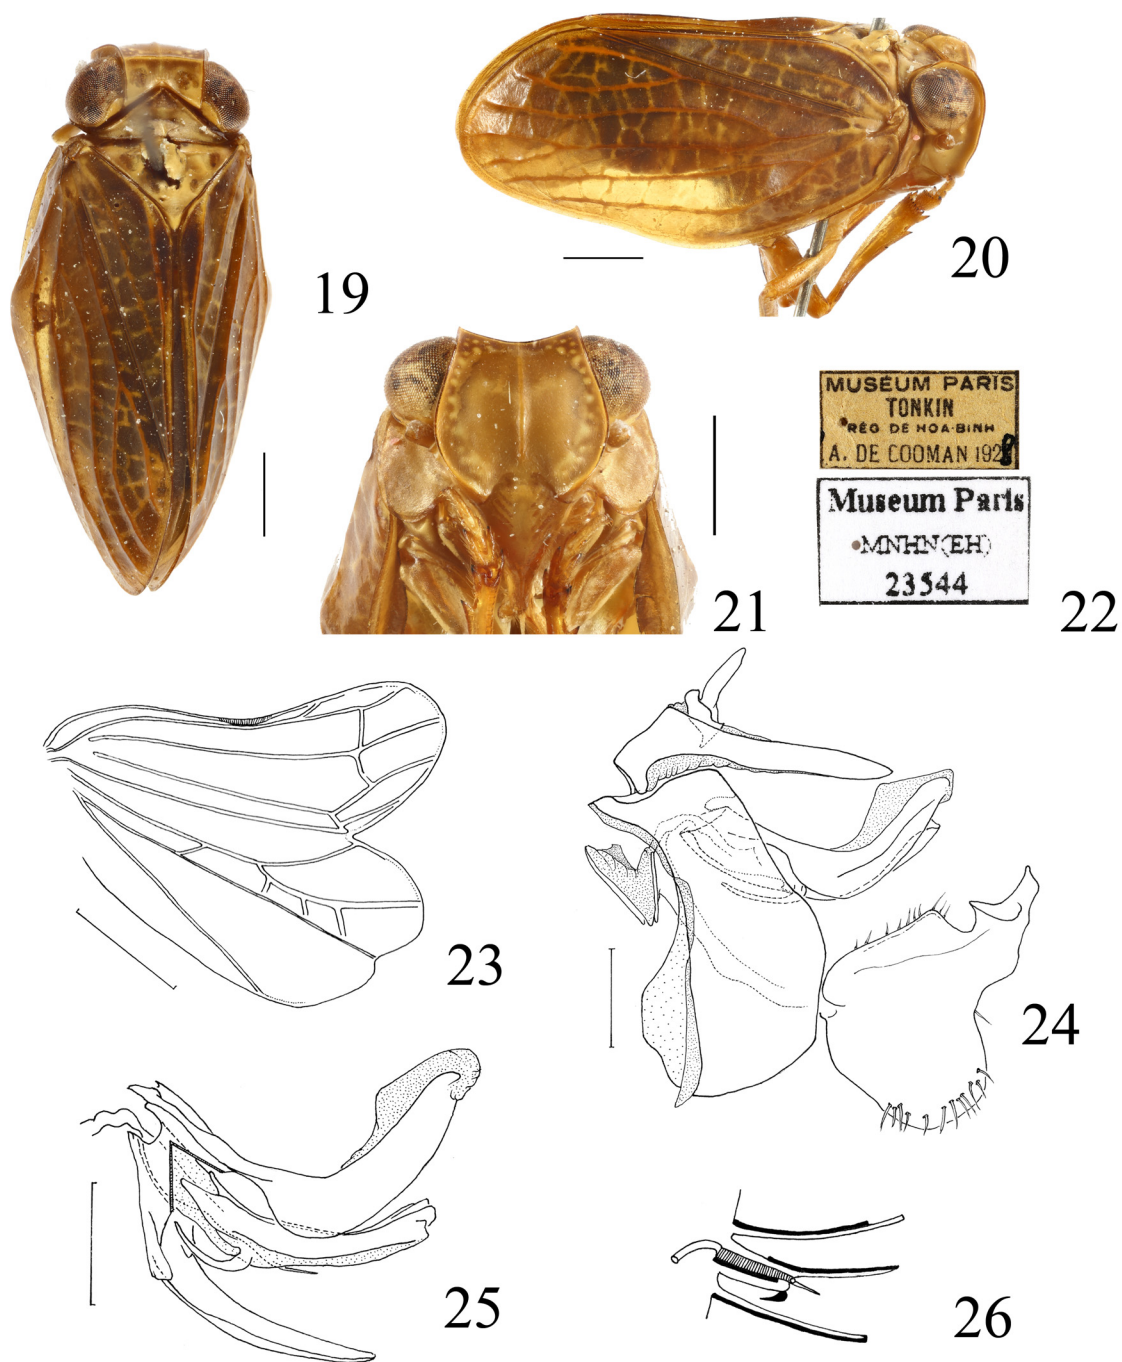 19
20
21
MUSEUM PARIS
TONKIN
RÉG DE HOA-BINH
A. DE COOMAN 1928
Museum Paris
MNHN(EH)
23544
22
23
24
25
26